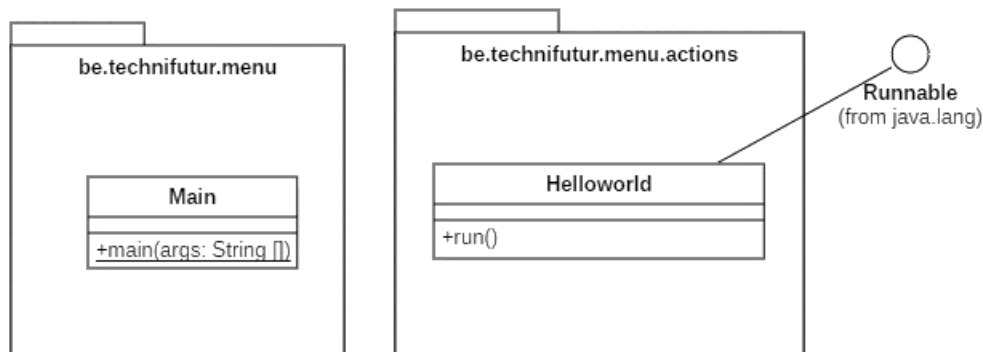 be.technifutur.menu
Main
+main(args: String [])
be.technifutur.menu.actions
Helloworld
+run()
Runnable
(from java.lang)